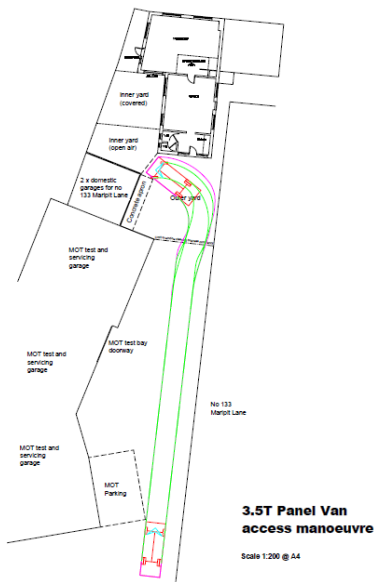 Inner yard
(covered)
Inner yard
(open air)
2 x domestic
garages for no
133 Marlpit Lane
Concrete apron
Outer yard
MOT test and
servicing
garage
MOT test bay
doorway
MOT test and
servicing
garage
No 133
Marlpit Lane
MOT test and
servicing
garage
MOT
Parking
3.5T Panel Van
access manoeuvre
Scale 1:200 @ A4